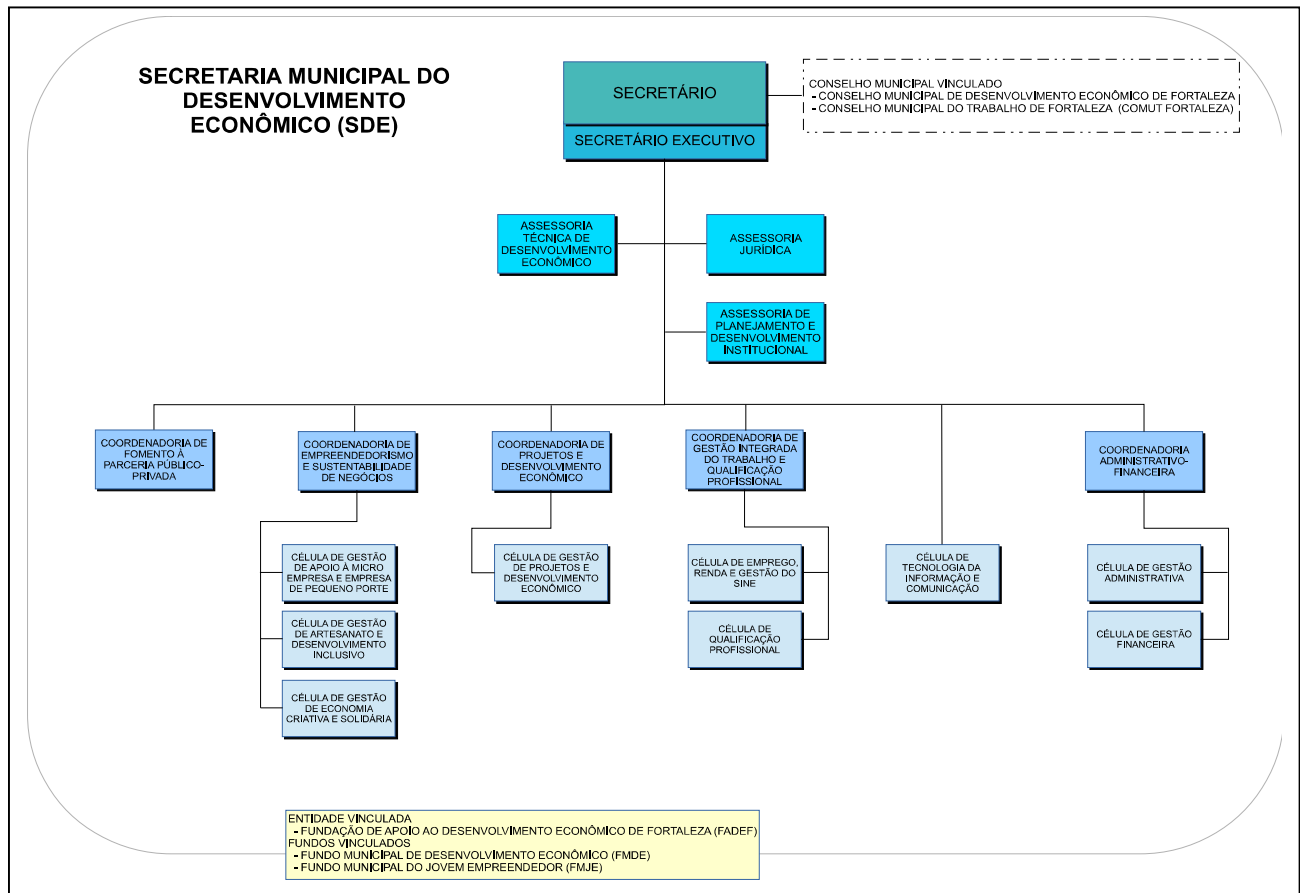 SECRETARIA MUNICIPAL DO
DESENVOLVIMENTO
ECONÔMICO (SDE)
SECRETÁRIO
SECRETÁRIO EXECUTIVO
CONSELHO MUNICIPAL VINCULADO
- CONSELHO MUNICIPAL DE DESENVOLVIMENTO ECONÔMICO DE FORTALEZA
- CONSELHO MUNICIPAL DO TRABALHO DE FORTALEZA (COMUT FORTALEZA)
ASSESSORIA
TÉCNICA DE
DESENVOLVIMENTO
ECONÔMICO
ASSESSORIA
JURÍDICA
ASSESSORIA DE
PLANEJAMENTO E
DESENVOLVIMENTO
INSTITUCIONAL
COORDENADORIA DE
FOMENTO À
PARCERIA PÚBLICO-
PRIVADA
COORDENADORIA DE
EMPREENDEDORISMO
E SUSTENTABILIDADE
DE NEGÓCIOS
COORDENADORIA DE
PROJETOS E
DESENVOLVIMENTO
ECONÔMICO
COORDENADORIA DE
GESTÃO INTEGRADA
DO TRABALHO E
QUALIFICAÇÃO
PROFISSIONAL
COORDENADORIA
ADMINISTRATIVO-
FINANCEIRA
CÉLULA DE GESTÃO
DE APOIO À MICRO
EMPRESA E EMPRESA
DE PEQUENO PORTE
CÉLULA DE GESTÃO
DE PROJETOS E
DESENVOLVIMENTO
ECONÔMICO
CÉLULA DE EMPREGO,
RENDA E GESTÃO DO
SINE
CÉLULA DE
TECNOLOGIA DA
INFORMAÇÃO E
COMUNICAÇÃO
CÉLULA DE GESTÃO
ADMINISTRATIVA
CÉLULA DE GESTÃO
DE ARTESANATO E
DESENVOLVIMENTO
INCLUSIVO
CÉLULA DE
QUALIFICAÇÃO
PROFISSIONAL
CÉLULA DE GESTÃO
FINANCEIRA
CÉLULA DE GESTÃO
DE ECONOMIA
CRIATIVA E SOLIDÁRIA
ENTIDADE VINCULADA
- FUNDAÇÃO DE APOIO AO DESENVOLVIMENTO ECONÔMICO DE FORTALEZA (FADEF)
FUNDOS VINCULADOS
- FUNDO MUNICIPAL DE DESENVOLVIMENTO ECONÔMICO (FMDE)
- FUNDO MUNICIPAL DO JOVEM EMPREENDEDOR (FMJE)